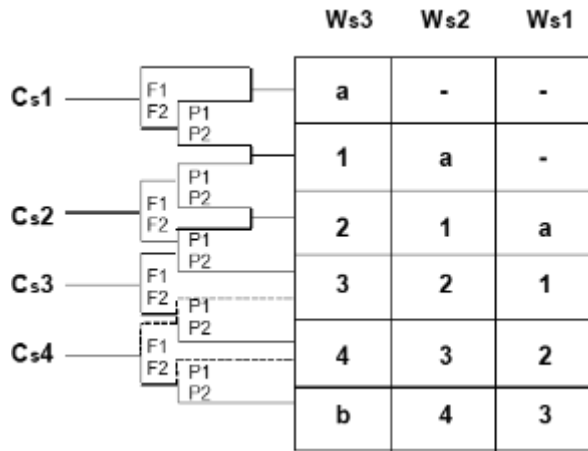 Ws3 Ws2 Ws1
a - -
Cs1
F1
F2
P1
P2
1 a -
P1
P2
Cs2
F1
F2
2 1 a
P1
P2
Cs3
F1
F2
3 2 1
P1
P2
Cs4
F1
F2
4 3 2
P1
P2
b 4 3